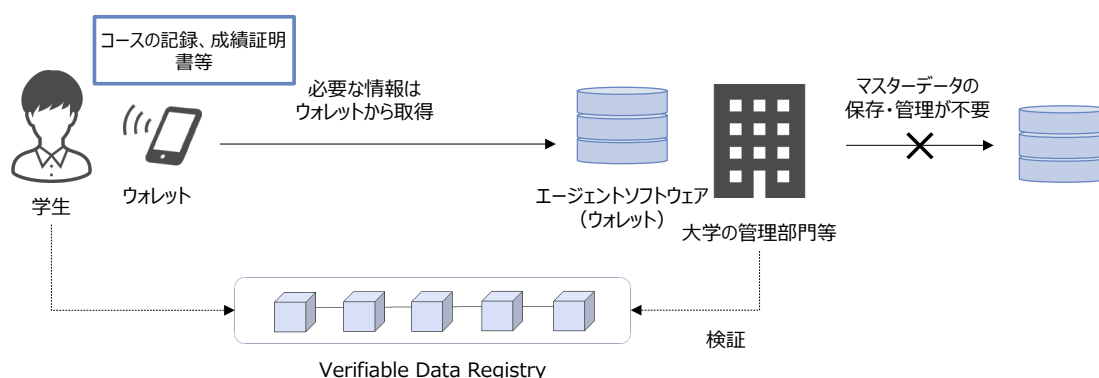 コースの記録、成績証明
書等
必要な情報は
ウォレットから取得
マスターデータの
保存・管理が不要
学生
ウォレット
エージェントソフトウェア
（ウォレット）
大学の管理部門等
検証
Verifiable Data Registry